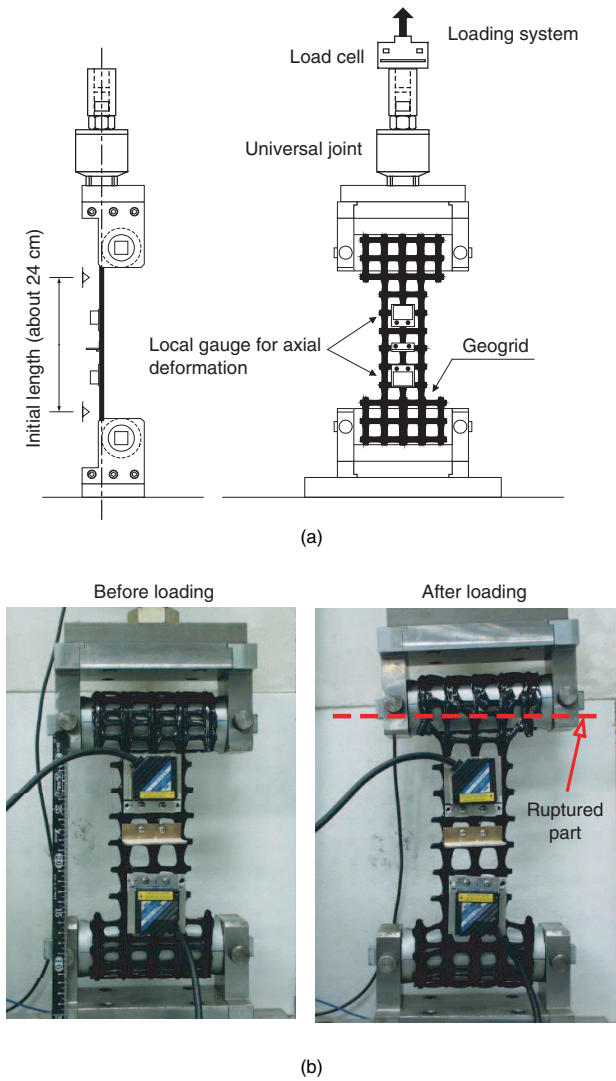 Loading system
Load cell
Universal joint
Initial length (about 24 cm)
Local gauge for axial
deformation
Geogrid
(a)
Before loading
After loading
Ruptured
part
(b)